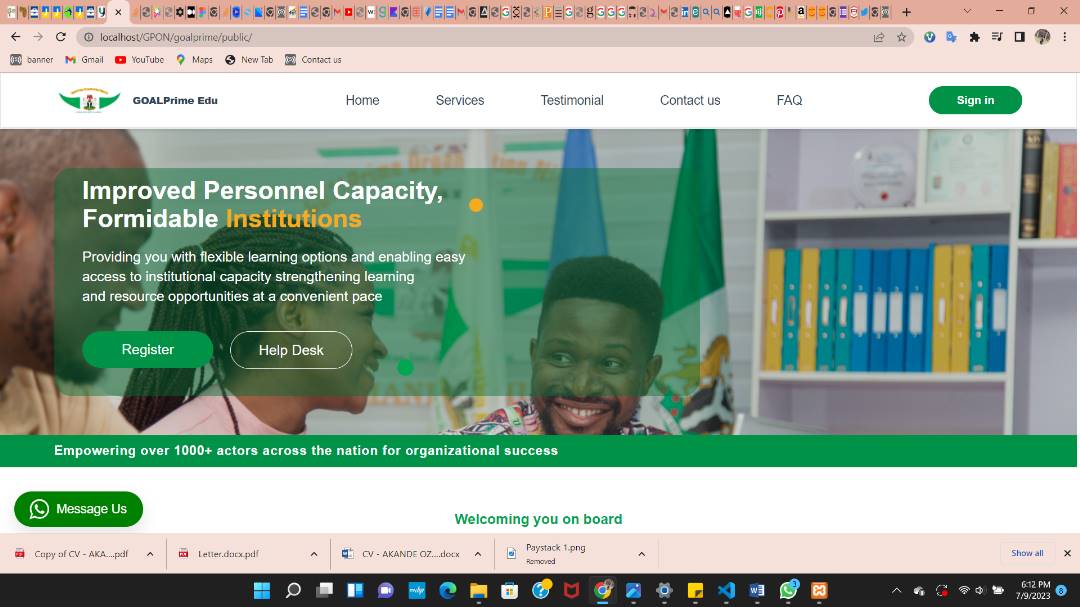 localhost/GPON/goalprime/public/
banner
Gmail
YouTube
Maps
New Tab
Contact us
GOALPrime Edu
Home
Services
Testimonial
Contact us
FAQ
Sign in
Improved Personnel Capacity,
Formidable Institutions
Providing you with flexible learning options and enabling easy
access to institutional capacity strengthening learning
and resource opportunities at a convenient pace
Register
Help Desk
Empowering over 1000+ actors across the nation for organizational success
Message Us
Welcoming you on board
Copy of CV - AKA....pdf
Letter.docx.pdf
CV - AKANDE OZ....docx
Paystack 1.png
Removed
Show all
6:12 PM
7/9/2023